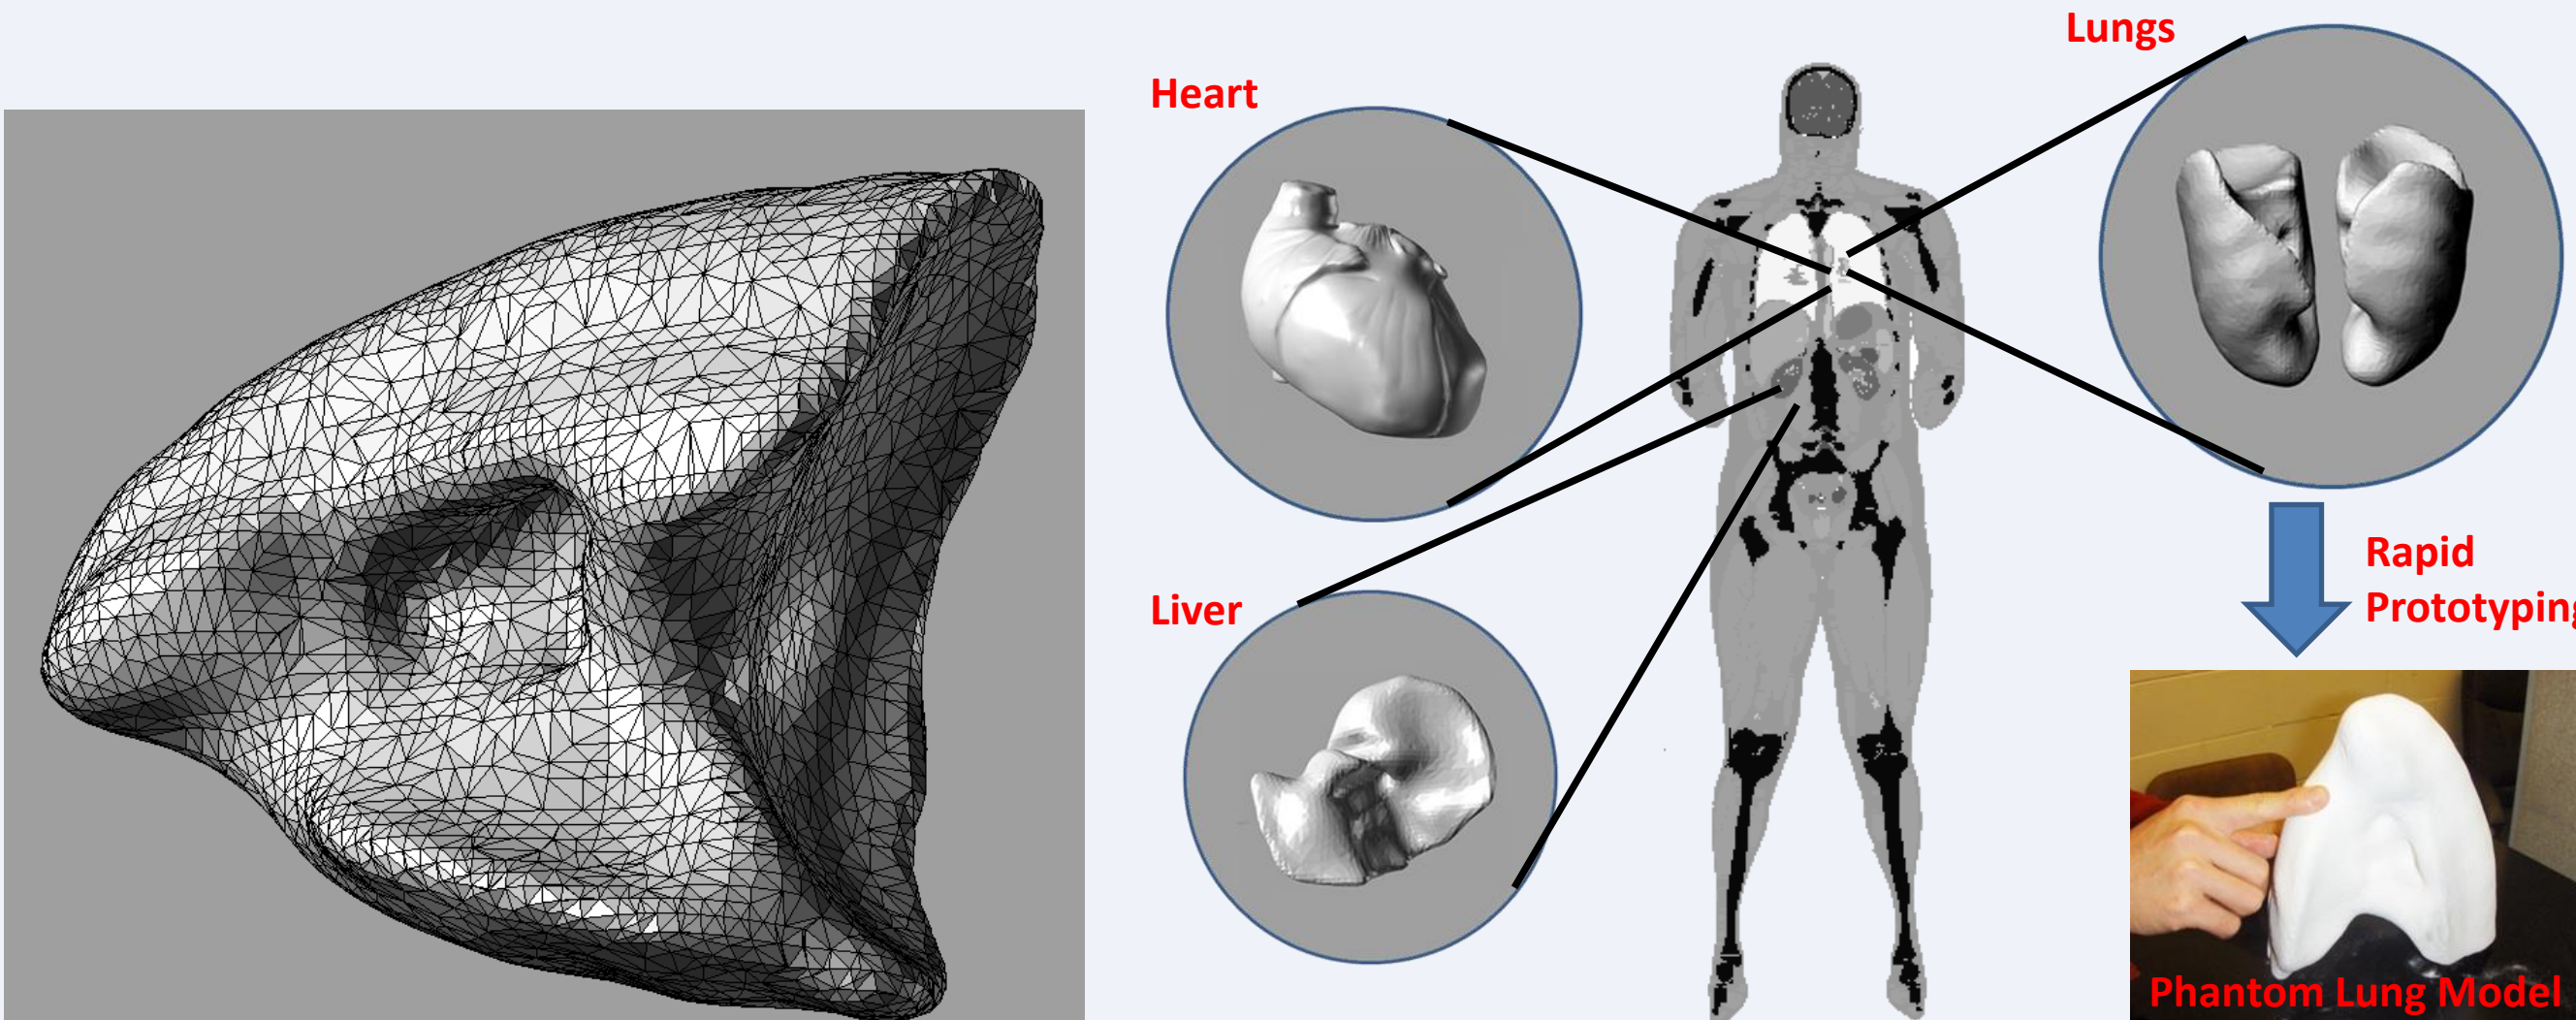 Lungs
Heart
Rapid
Prototyping
Liver
Phantom Lung Model